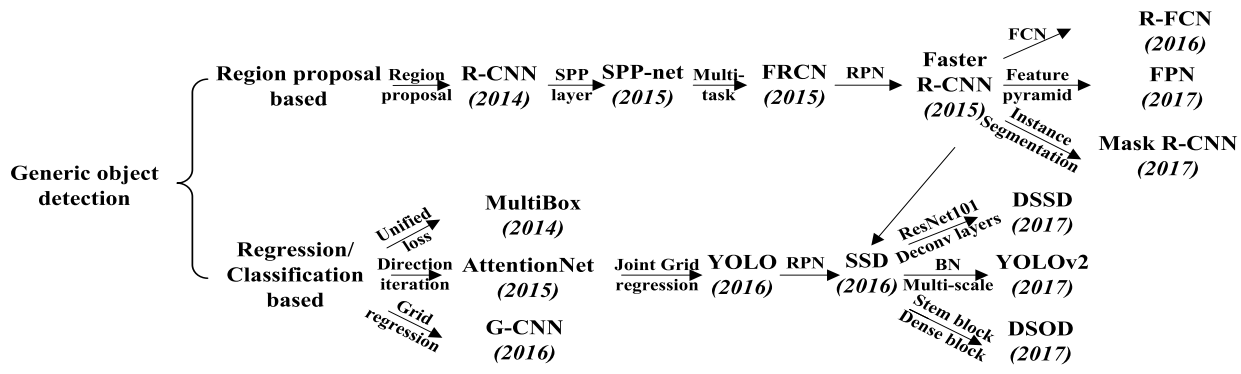 Generic object
detection
Region proposal
based
Region
proposal
R-CNN
(2014)
SPP
layer
SPP-net
(2015)
Multi-
task
FRCN
(2015)
RPN
Faster
R-CNN
(2015)
FCN
R-FCN
(2016)
Feature
pyramid
FPN
(2017)
Instance
Segmentation
Mask R-CNN
(2017)
Regression/
Classification
based
Unified
loss
MultiBox
(2014)
Direction
iteration
AttentionNet
(2015)
Grid
regression
G-CNN
(2016)
Joint Grid
regression
YOLO
(2016)
RPN
SSD
(2016)
ResNet101
Deconv layers
DSSD
(2017)
BN
Multi-scale
YOLOv2
(2017)
Stem block
Dense block
DSOD
(2017)